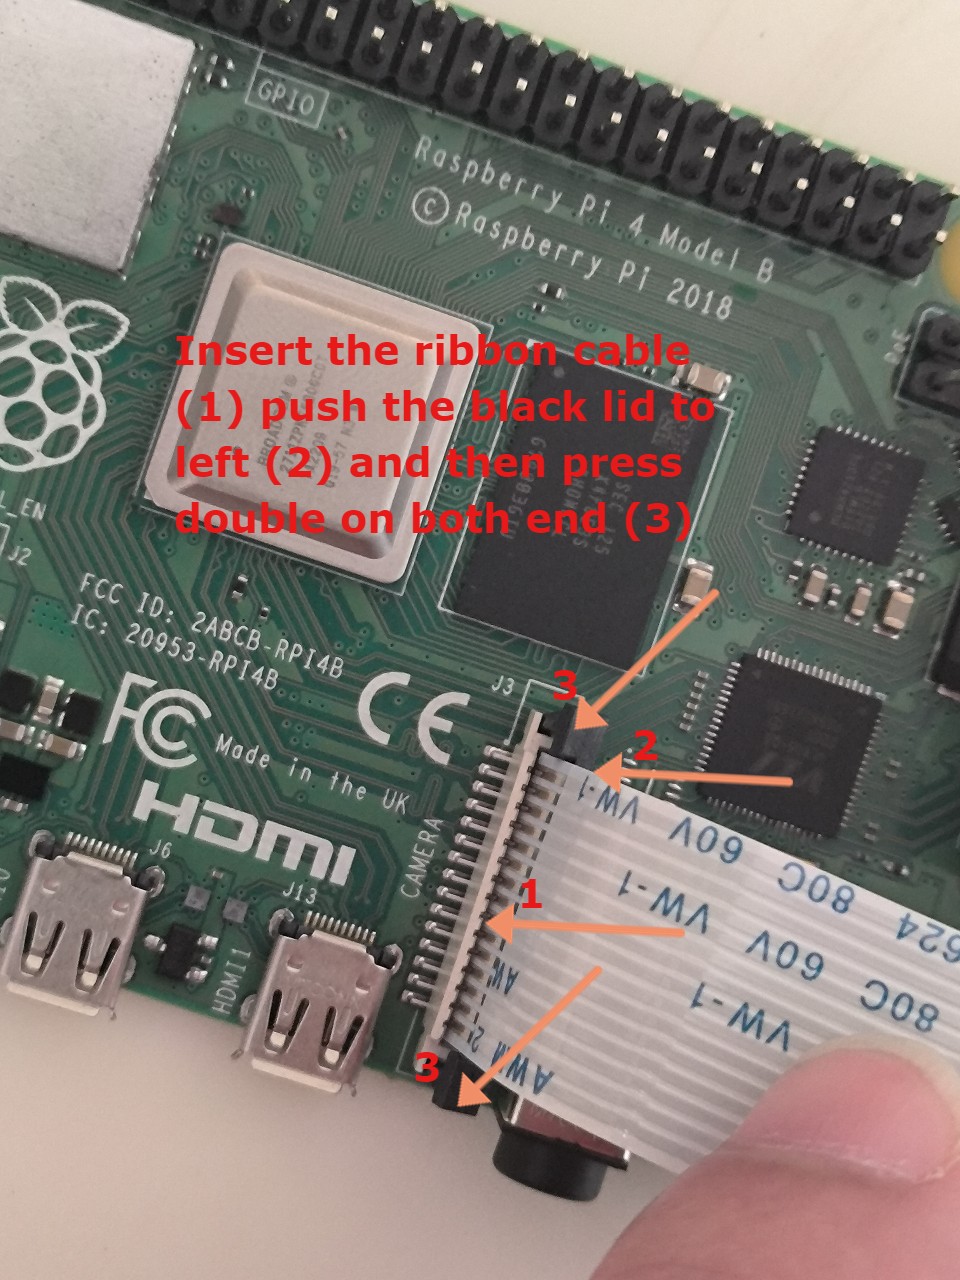 GPIO
Raspberry Pi 4 Model B
© Raspberry Pi 2018
Insert the ribbon cable
(1) push the black lid to
left (2) and then press
double on both end (3)
J2
FCC ID: 2ABCB-RPI4B
IC: 20953-RPI4B
J3
FC CE
Made in the UK
HDMI
CAMERA
J6
J13
HDMI1
3
2
1
3
VW-1 60V 80C
VW-1 60V 80C
VW-1
AWM